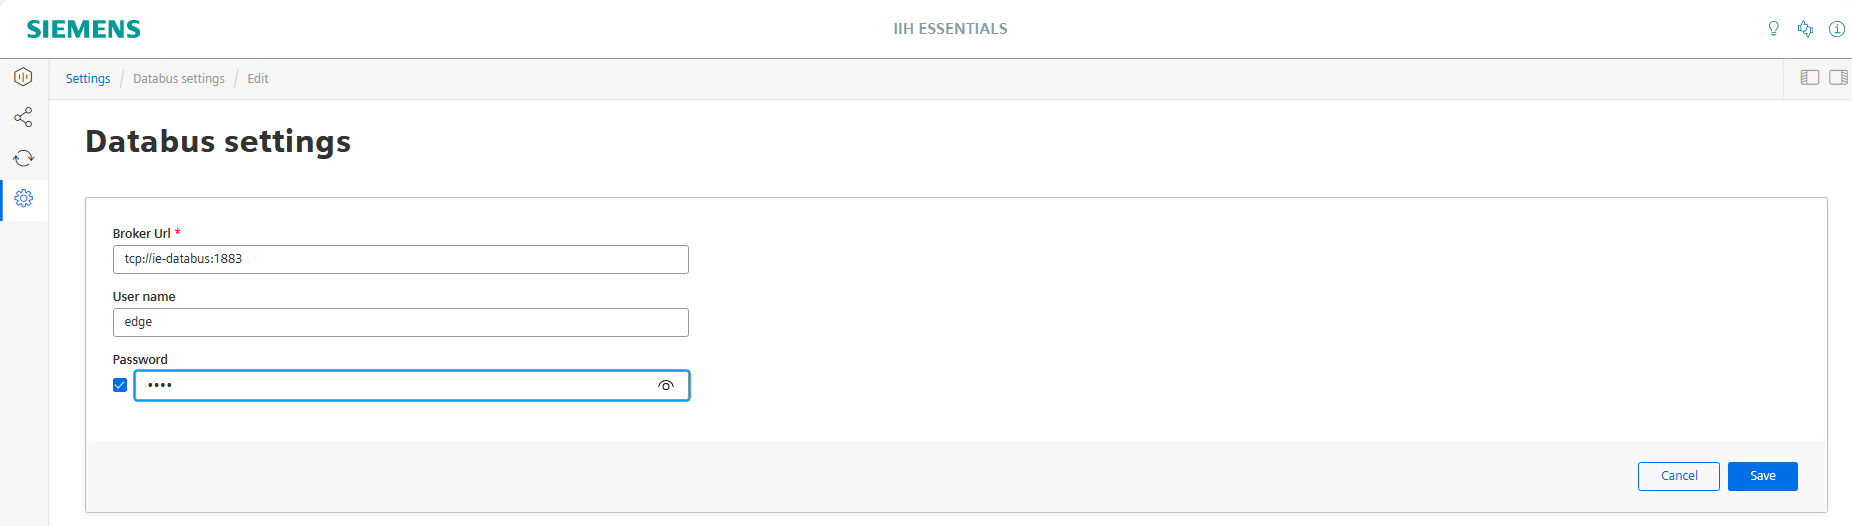 SIEMENS
IIH ESSENTIALS
Settings / Databus settings / Edit
Databus settings
Broker Url *
tcp://ie-databus:1883
User name
edge
Password
••••
Cancel Save